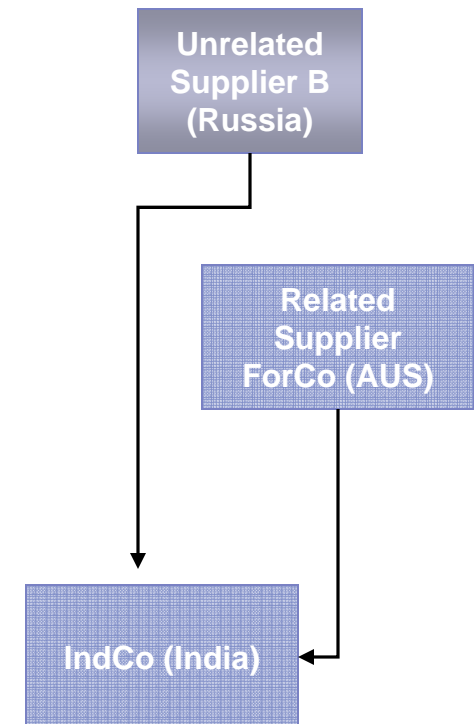 Unrelated
Supplier B
(Russia)
Related
Supplier
ForCo (AUS)
IndCo (India)